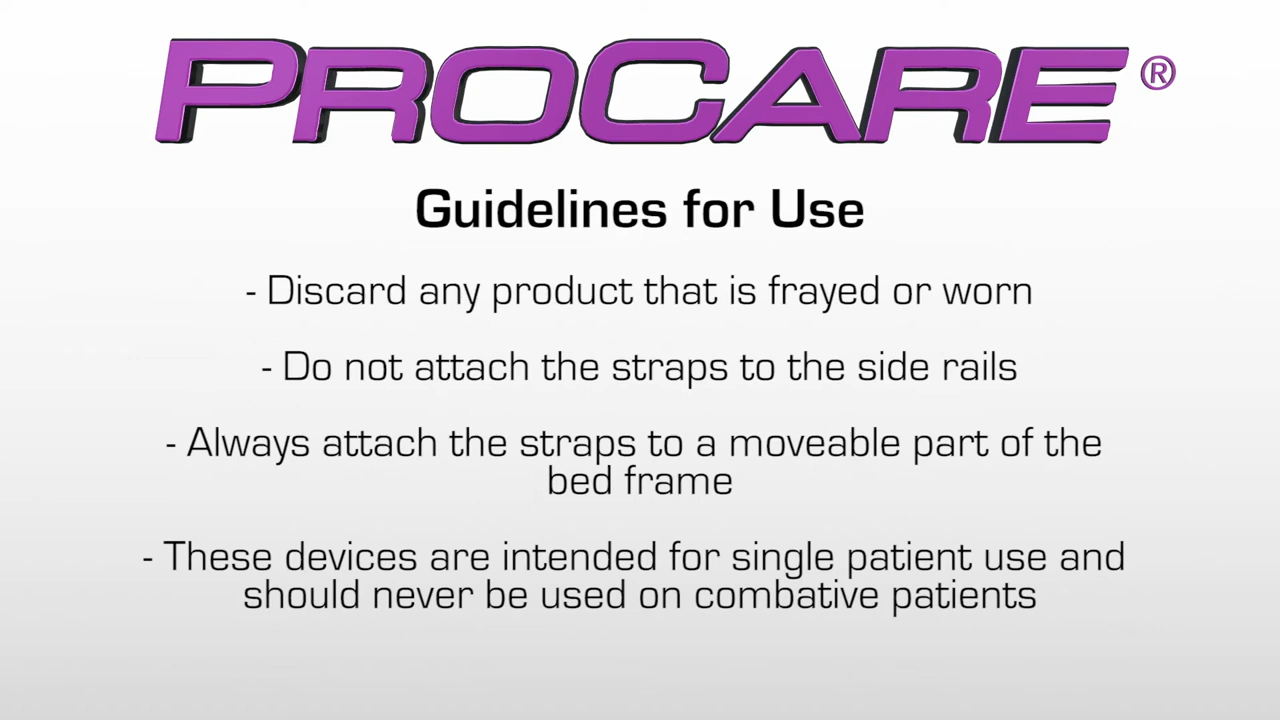 PROCARE®
Guidelines for Use
- Discard any product that is frayed or worn
- Do not attach the straps to the side rails
- Always attach the straps to a moveable part of the
bed frame
- These devices are intended for single patient use and
should never be used on combative patients